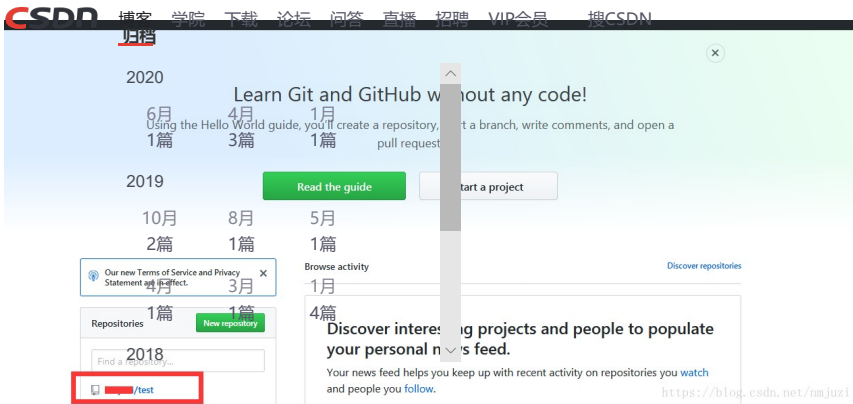 CSDN 博客 学院 下载 论坛 问答 直播 招聘 VIP会员 搜CSDN
归档
2020
Learn Git and GitHub without any code!
6月 4月 1月
Using the Hello World guide, you'll create a repository, start a branch, write comments, and open a
1篇 3篇 1篇
pull request
2019
Read the guide
Start a project
10月 8月 5月
2篇 1篇 1篇
Our new Terms of Service and Privacy
Statement are in effect.
Browse activity
Discover repositories
4月 3月 1月
1篇 1篇 4篇
Repositories
New repository
Find a repository...
2018
/test
Discover interesting projects and people to populate
your personal news feed.
Your news feed helps you keep up with recent activity on repositories you watch
and people you follow.
https://blog.csdn.net/nmjuzi